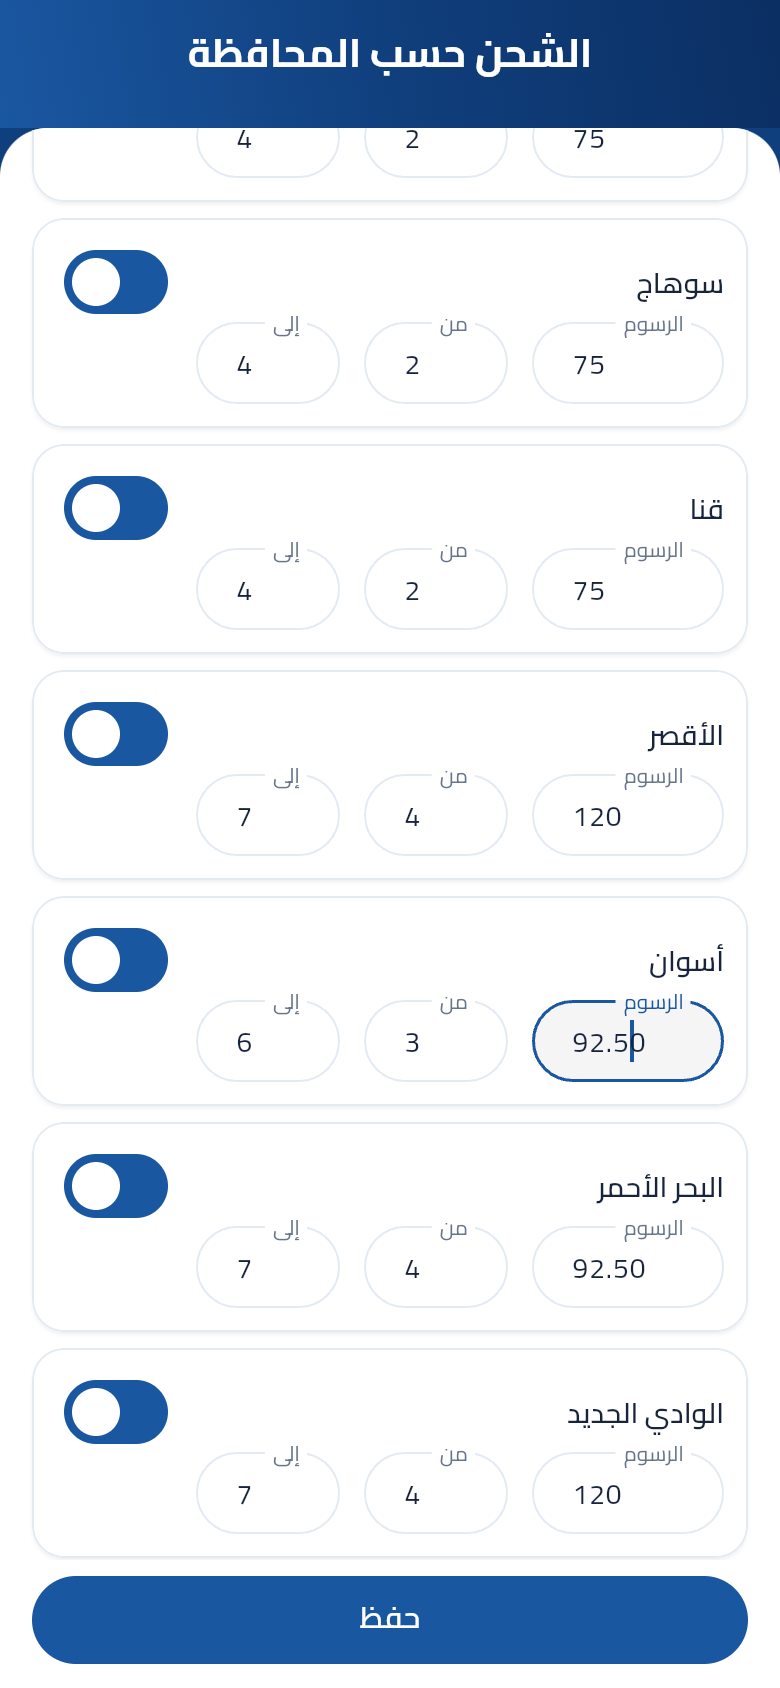 الشحن حسب المحافظة
75 2 4
سوهاج
الرسوم من إلى
75 2 4
قنا
الرسوم من إلى
75 2 4
الأقصر
الرسوم من إلى
120 4 7
أسوان
الرسوم من إلى
92.50 3 6
البحر الأحمر
الرسوم من إلى
92.50 4 7
الوادي الجديد
الرسوم من إلى
120 4 7
حفظ